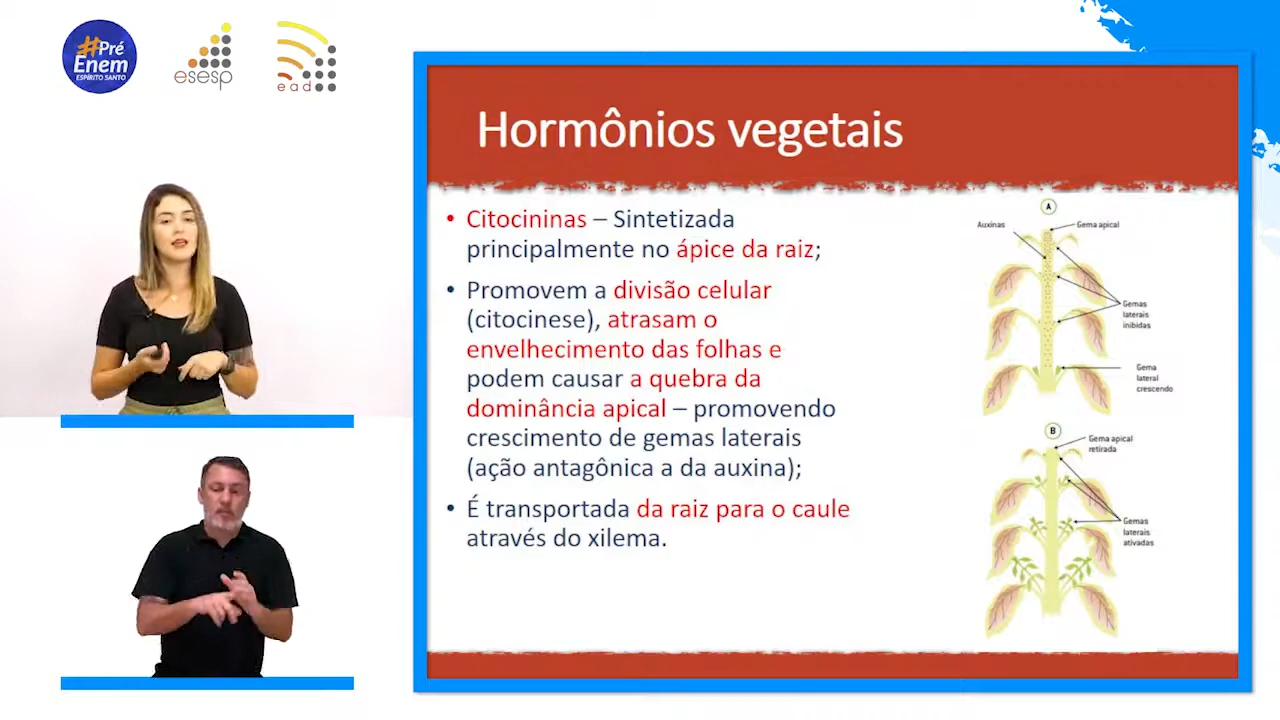 #Pré
Enem
ESPÍRITO SANTO
esesp
ead
Hormônios vegetais
• Citocininas – Sintetizada
principalmente no ápice da raiz;
• Promovem a divisão celular
(citocinese), atrasam o
envelhecimento das folhas e
podem causar a quebra da
dominância apical – promovendo
crescimento de gemas laterais
(ação antagônica a da auxina);
• É transportada da raiz para o caule
através do xilema.
A
Auxinas
Gema apical
Gemas
laterais
inibidas
Gema
lateral
crescendo
B
Gema apical
retirada
Gemas
laterais
ativadas